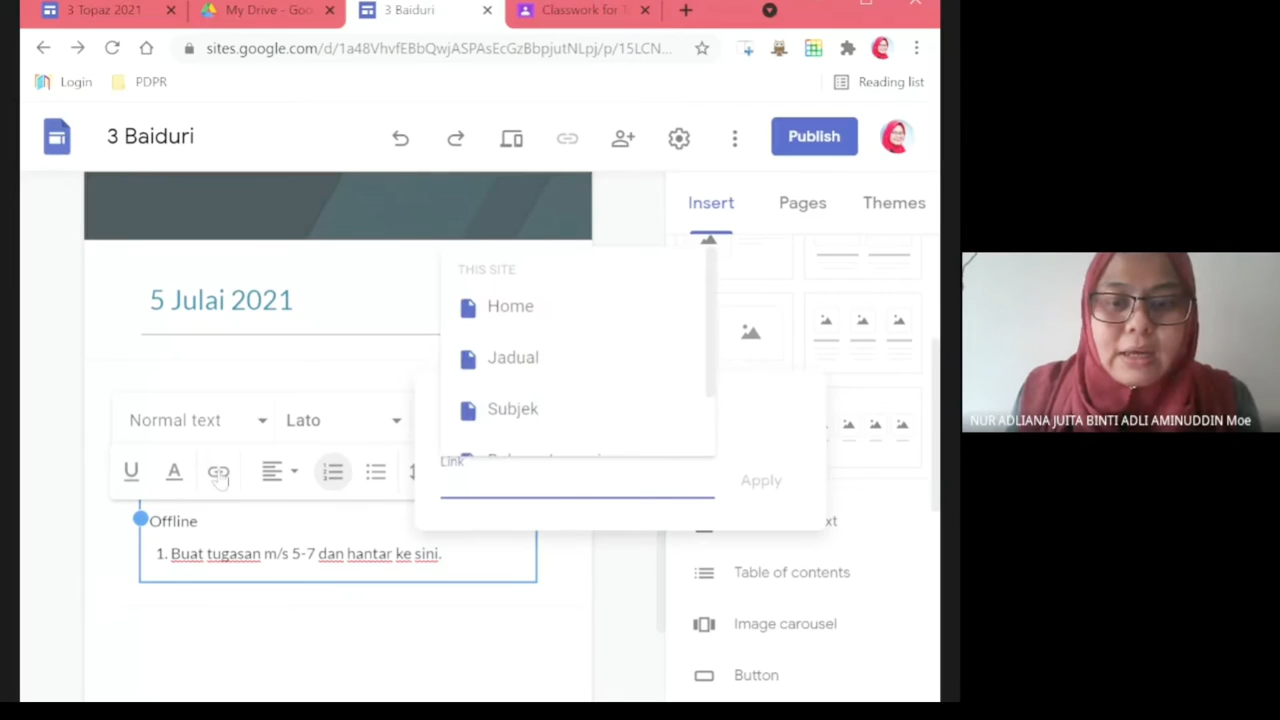 3 Topaz 2021
My Drive - Goo
3 Baiduri
Classwork for T
sites.google.com/d/1a48VhvfEBbQwjASPAsEcGzBbpjutNLpj/p/15LCN...
Login
PDPR
Reading list
3 Baiduri
Publish
Insert
Pages
Themes
5 Julai 2021
THIS SITE
Home
Jadual
Subjek
Link
Apply
Normal text
Lato
Offline
1. Buat tugasan m/s 5-7 dan hantar ke sini.
Table of contents
Image carousel
Button
NUR ADLIANA JUITA BINTI ADLI AMINUDDIN Moe